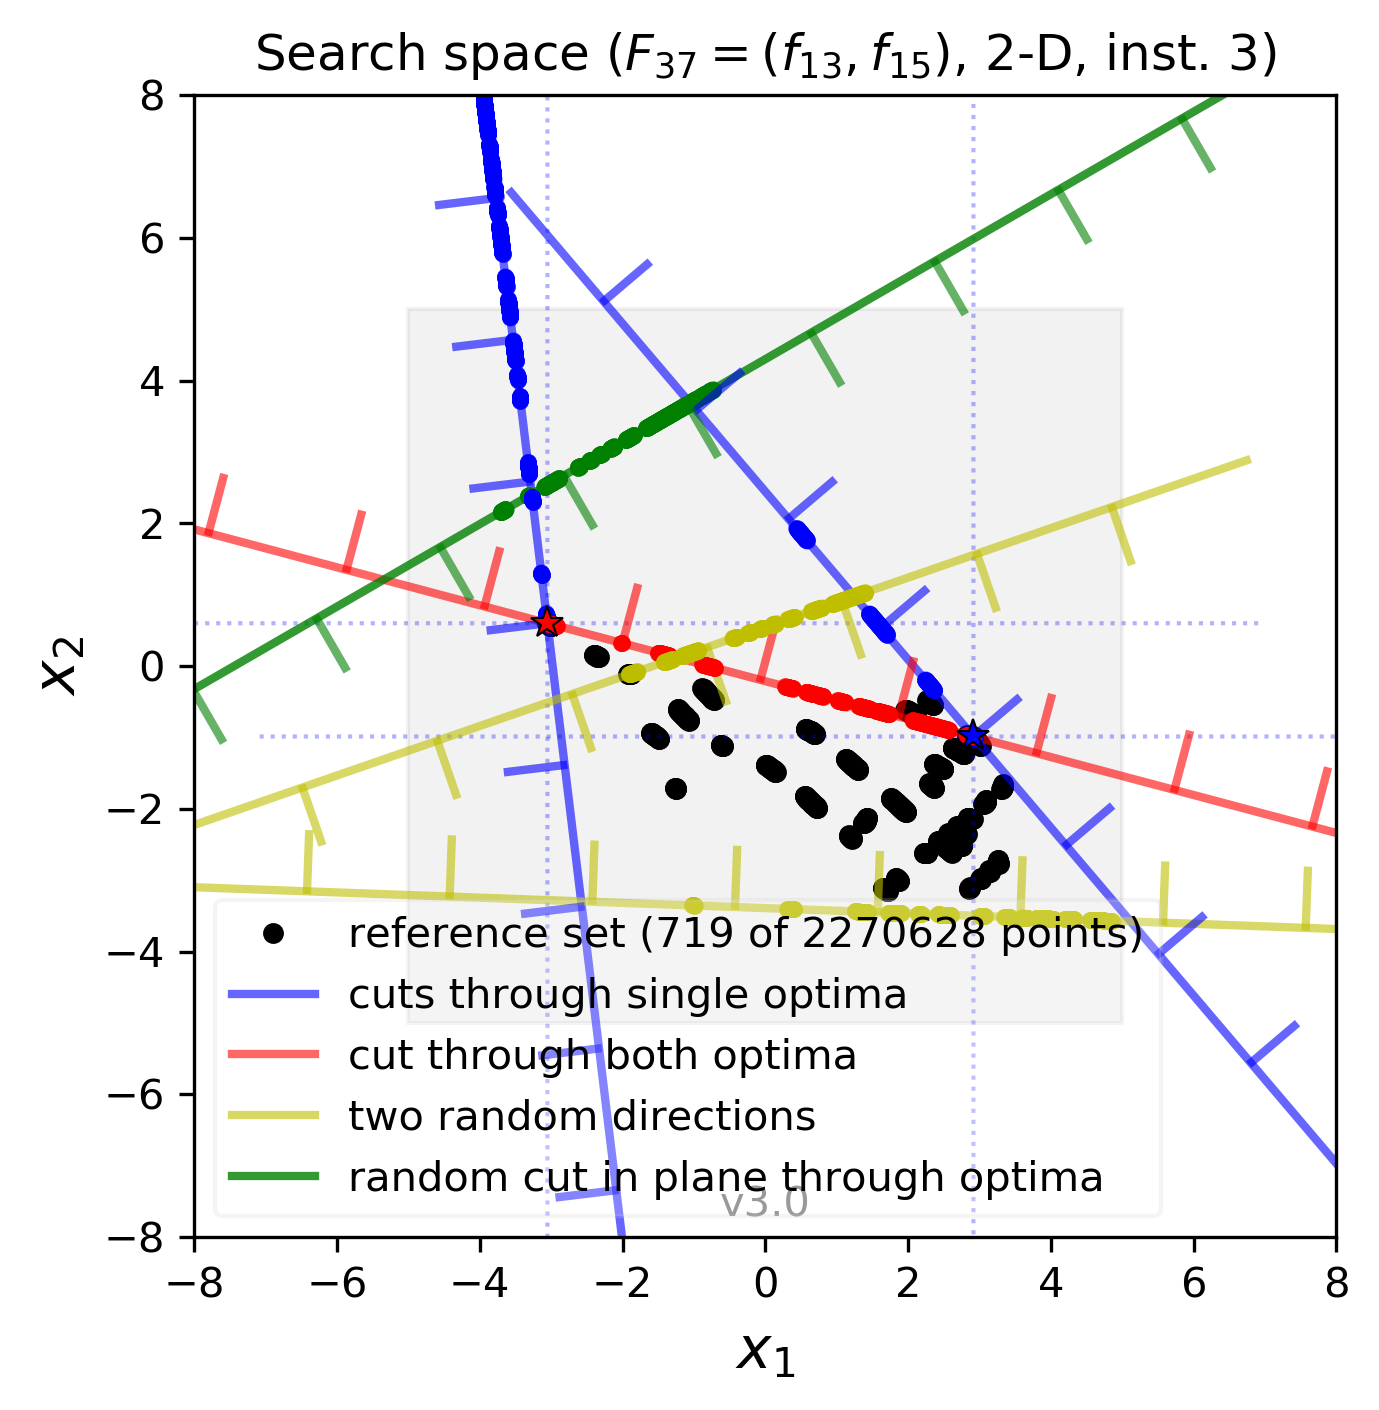 Search space (F₃₇ = (f₁₃, f₁₅), 2-D, inst. 3)
8
6
4
2
0
−2
−4
−6
−8
x₂
reference set (719 of 2270628 points)
cuts through single optima
cut through both optima
two random directions
random cut in plane through optima
v3.0
−8 −6 −4 −2 0 2 4 6 8
x₁